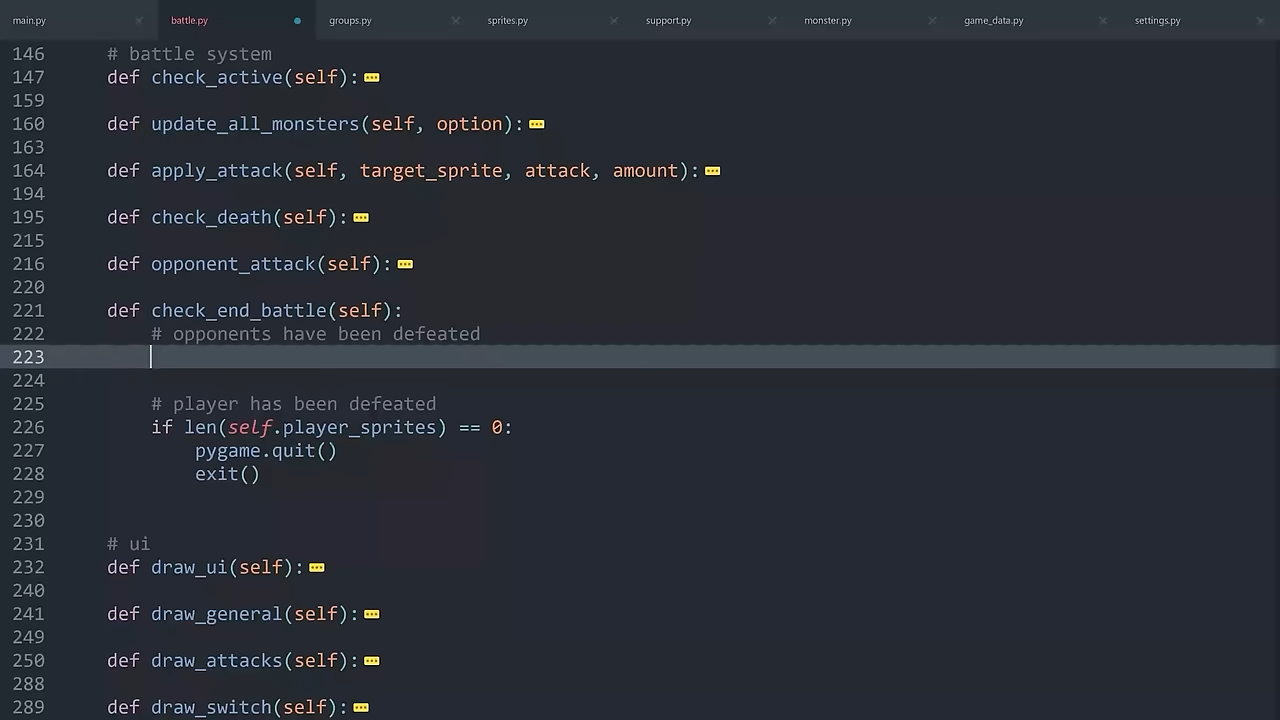 main.py battle.py groups.py sprites.py support.py monster.py game_data.py settings.py
146 # battle system
147 def check_active(self):
159
160 def update_all_monsters(self, option):
163
164 def apply_attack(self, target_sprite, attack, amount):
194
195 def check_death(self):
215
216 def opponent_attack(self):
220
221 def check_end_battle(self):
222 # opponents have been defeated
223
224
225 # player has been defeated
226 if len(self.player_sprites) == 0:
227 pygame.quit()
228 exit()
229
230
231 # ui
232 def draw_ui(self):
240
241 def draw_general(self):
249
250 def draw_attacks(self):
288
289 def draw_switch(self):